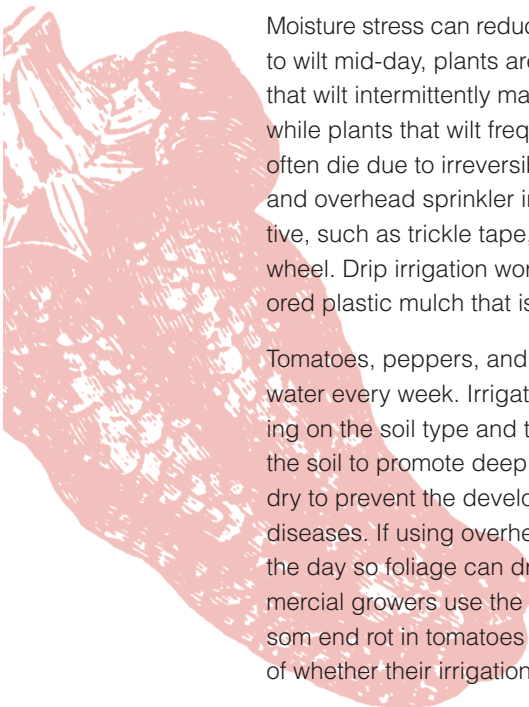 Moisture stress can reduc
to wilt mid-day, plants are
that wilt intermittently ma
while plants that wilt freq
often die due to irreversil
and overhead sprinkler ir
tive, such as trickle tape,
wheel. Drip irrigation wor
ored plastic mulch that is
Tomatoes, peppers, and
water every week. Irrigat
ing on the soil type and t
the soil to promote deep
dry to prevent the develo
diseases. If using overhe
the day so foliage can dr
mercial growers use the
som end rot in tomatoes
of whether their irrigation